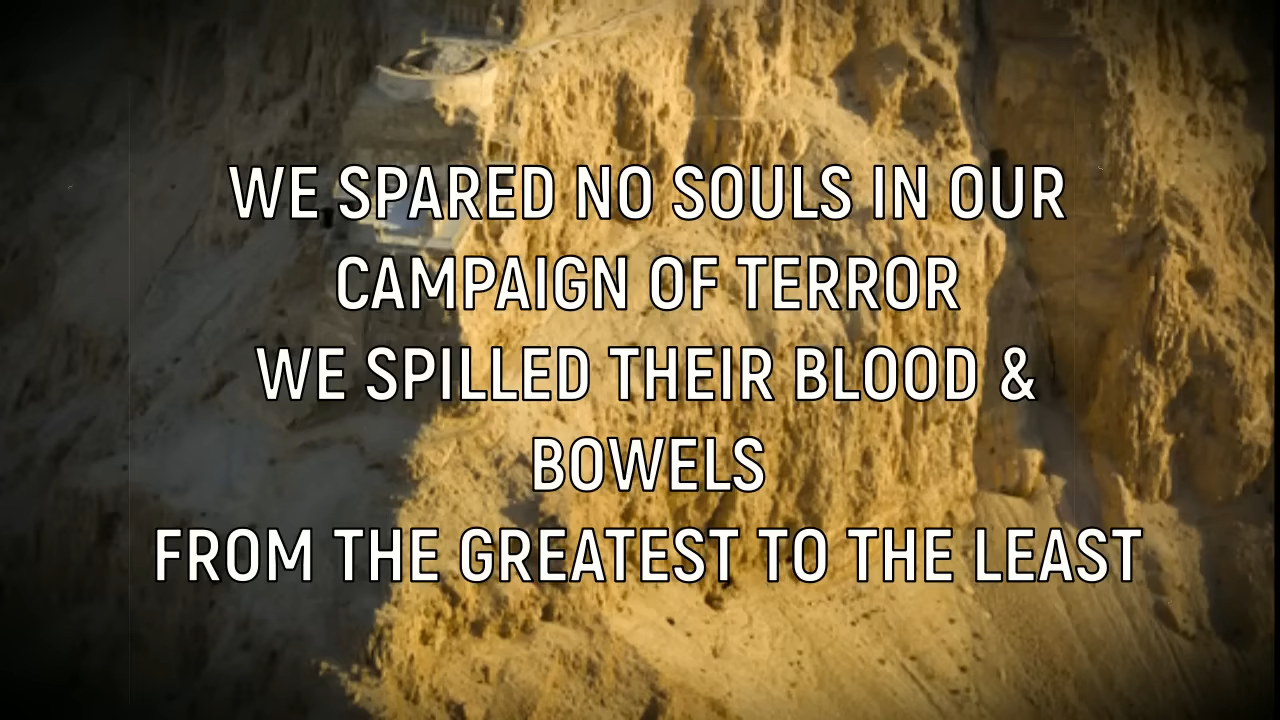 WE SPARED NO SOULS IN OUR
CAMPAIGN OF TERROR
WE SPILLED THEIR BLOOD &
BOWELS
FROM THE GREATEST TO THE LEAST